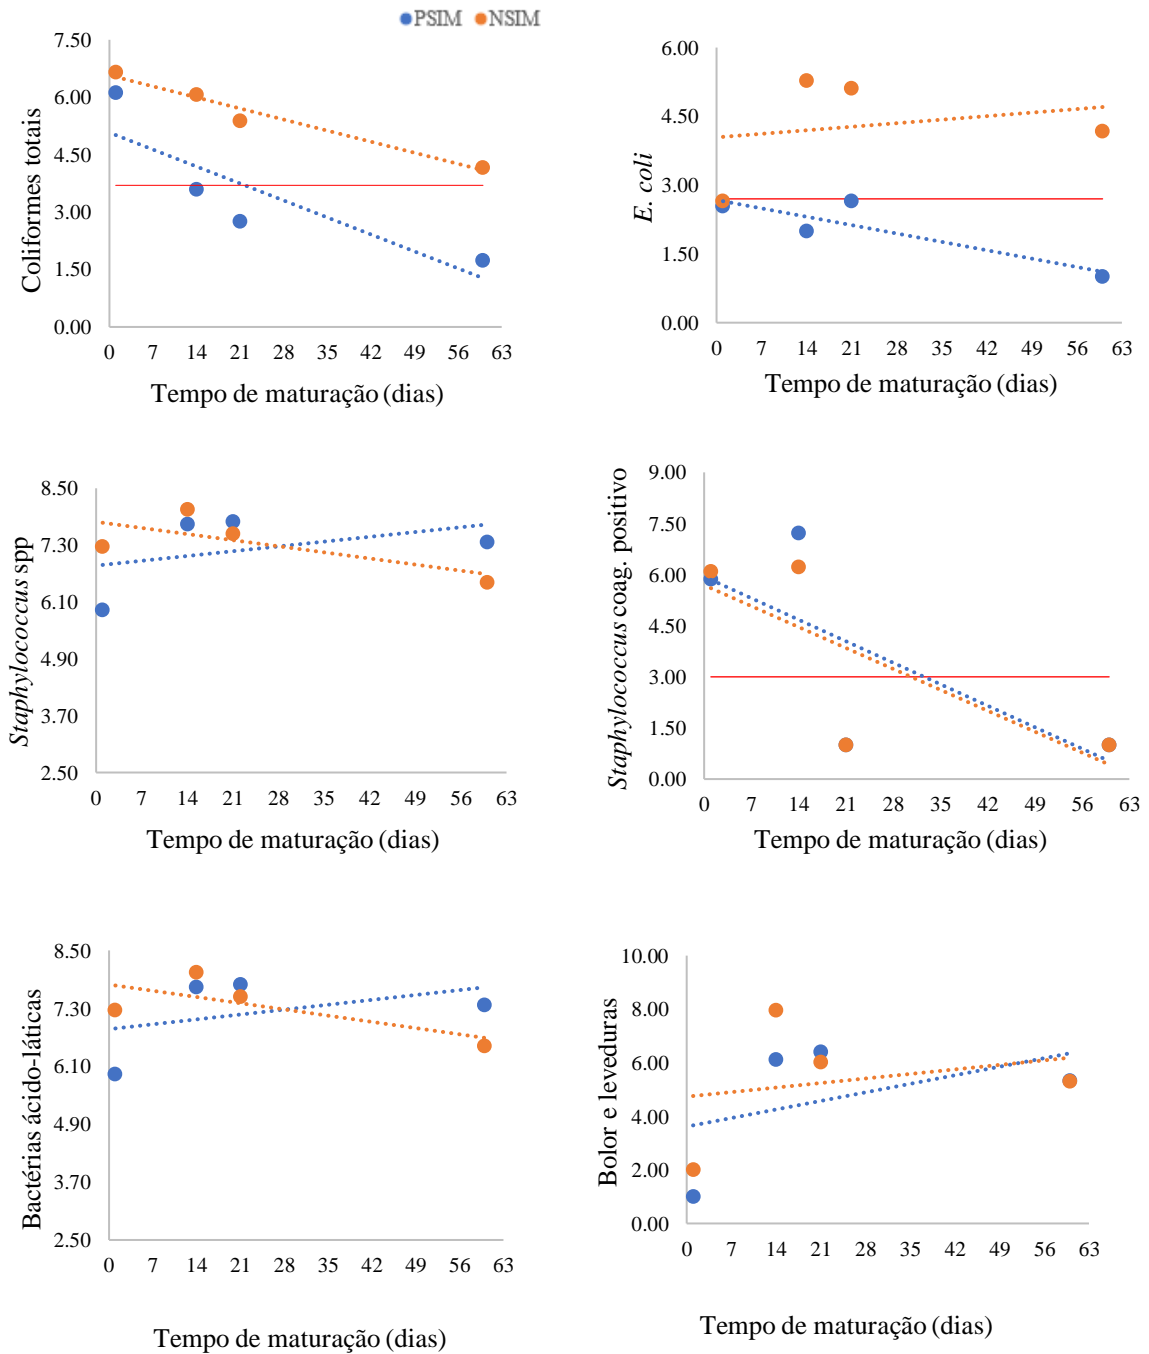 PSIM NSIM
Coliformes totais
7.50
6.00
4.50
3.00
1.50
0.00
0 7 14 21 28 35 42 49 56 63
Tempo de maturação (dias)
E. coli
6.00
4.50
3.00
1.50
0.00
0 7 14 21 28 35 42 49 56 63
Tempo de maturação (dias)
Staphylococcus spp
8.50
7.30
6.10
4.90
3.70
2.50
0 7 14 21 28 35 42 49 56 63
Tempo de maturação (dias)
Staphylococcus coag. positivo
9.00
7.50
6.00
4.50
3.00
1.50
0.00
0 7 14 21 28 35 42 49 56 63
Tempo de maturação (dias)
Bactérias ácido-láticas
8.50
7.30
6.10
4.90
3.70
2.50
0 7 14 21 28 35 42 49 56 63
Tempo de maturação (dias)
Bolor e leveduras
10.00
8.00
6.00
4.00
2.00
0.00
0 7 14 21 28 35 42 49 56 63
Tempo de maturação (dias)